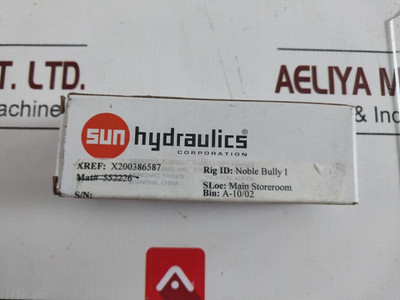 T. LTD.
AELIYA M
achine
& Indus
sun hydraulics®
CORPORATION
XREF: X200386587
Mat# 552226
S/N:
Rig ID: Noble Bully I
SLoc: Main Storeroom
Bin: A-10/02